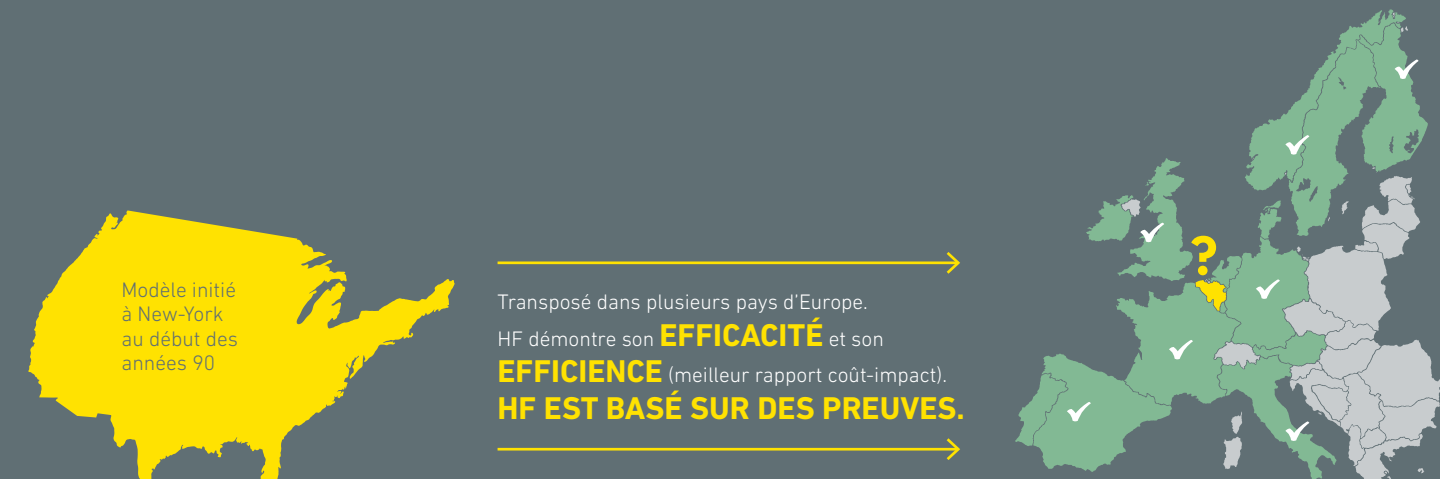 Modèle initié
à New-York
au début des
années 90
Transposé dans plusieurs pays d'Europe.
HF démontre son EFFICACITÉ et son
EFFICIENCE (meilleur rapport coût-impact).
HF EST BASÉ SUR DES PREUVES.
?